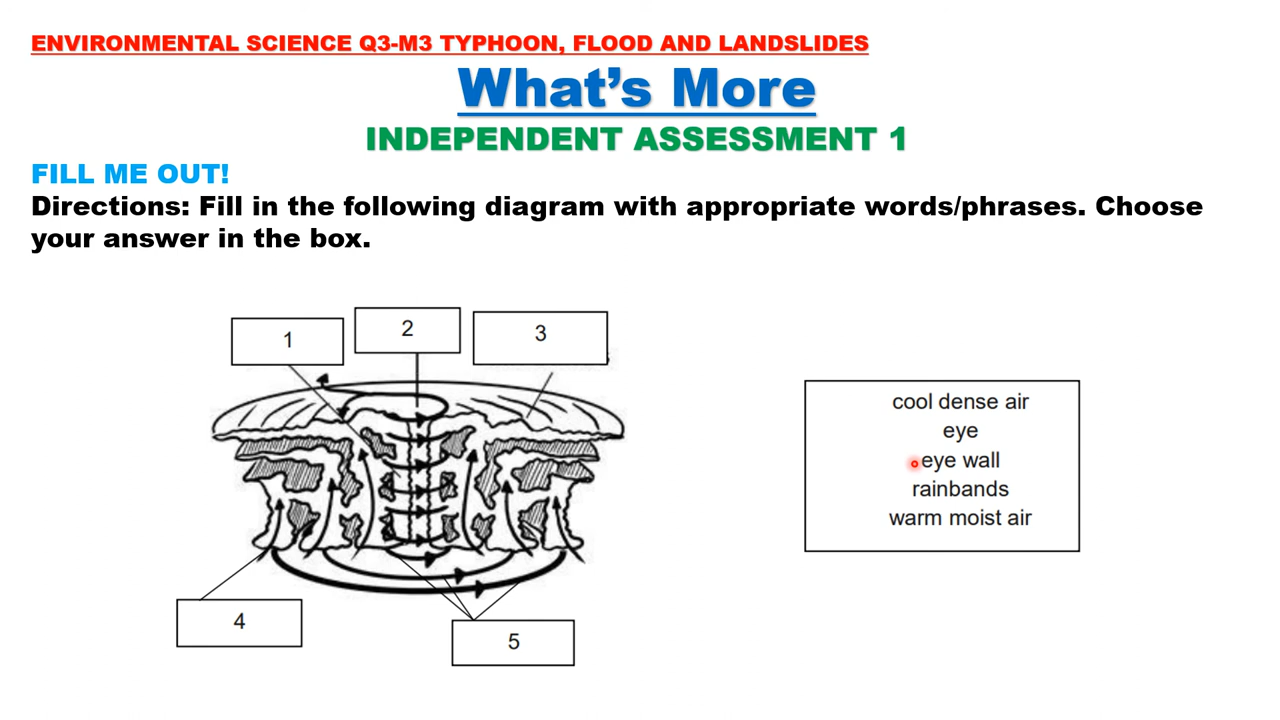 ENVIRONMENTAL SCIENCE Q3-M3 TYPHOON, FLOOD AND LANDSLIDES
What's More
INDEPENDENT ASSESSMENT 1
FILL ME OUT!
Directions: Fill in the following diagram with appropriate words/phrases. Choose
your answer in the box.
1
2
3
4
5
cool dense air
eye
eye wall
rainbands
warm moist air